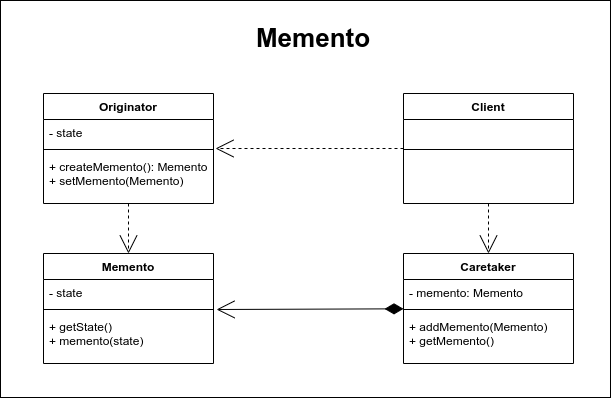 Memento
Originator
- state
+ createMemento(): Memento
+ setMemento(Memento)
Client
Memento
- state
+ getState()
+ memento(state)
Caretaker
- memento: Memento
+ addMemento(Memento)
+ getMemento()